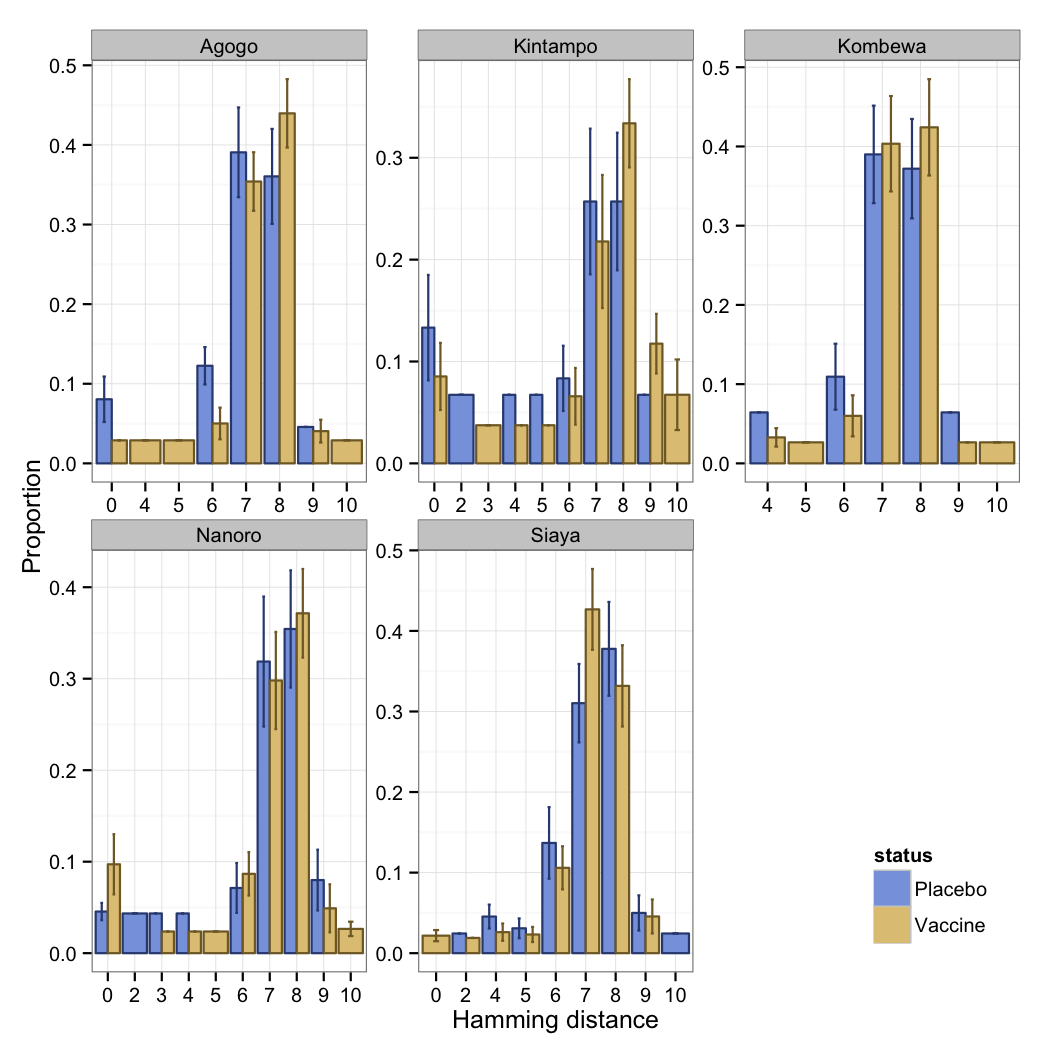 Agogo Kintampo Kombewa
0.5
0.4
0.3
0.2
0.1
0.0
0 4 5 6 7 8 9 10
0.3
0.2
0.1
0.0
0 2 3 4 5 6 7 8 9 10
0.5
0.4
0.3
0.2
0.1
0.0
4 5 6 7 8 9 10
Proportion
Nanoro Siaya
0.4
0.3
0.2
0.1
0.0
0 2 3 4 5 6 7 8 9 10
0.5
0.4
0.3
0.2
0.1
0.0
0 2 4 5 6 7 8 9 10
Hamming distance
status
Placebo
Vaccine